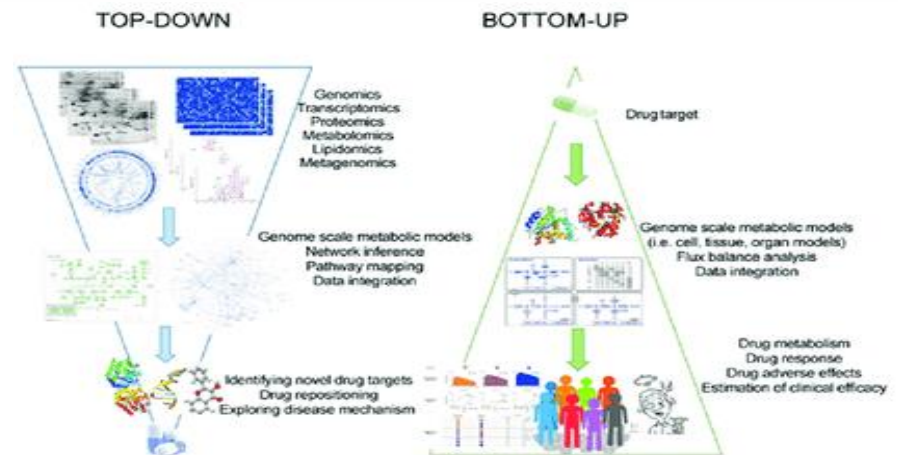 TOP-DOWN
Genomics
Transcriptomics
Proteomics
Metabolomics
Lipidomics
Metagenomics
Genome scale metabolic models
Network inference
Pathway mapping
Data integration
Identifying novel drug targets
Drug repositioning
Exploring disease mechanism
BOTTOM-UP
Drug target
Genome scale metabolic models
(i.e. cell, tissue, organ models)
Flux balance analysis
Data integration
Drug metabolism
Drug response
Drug adverse effects
Estimation of clinical efficacy